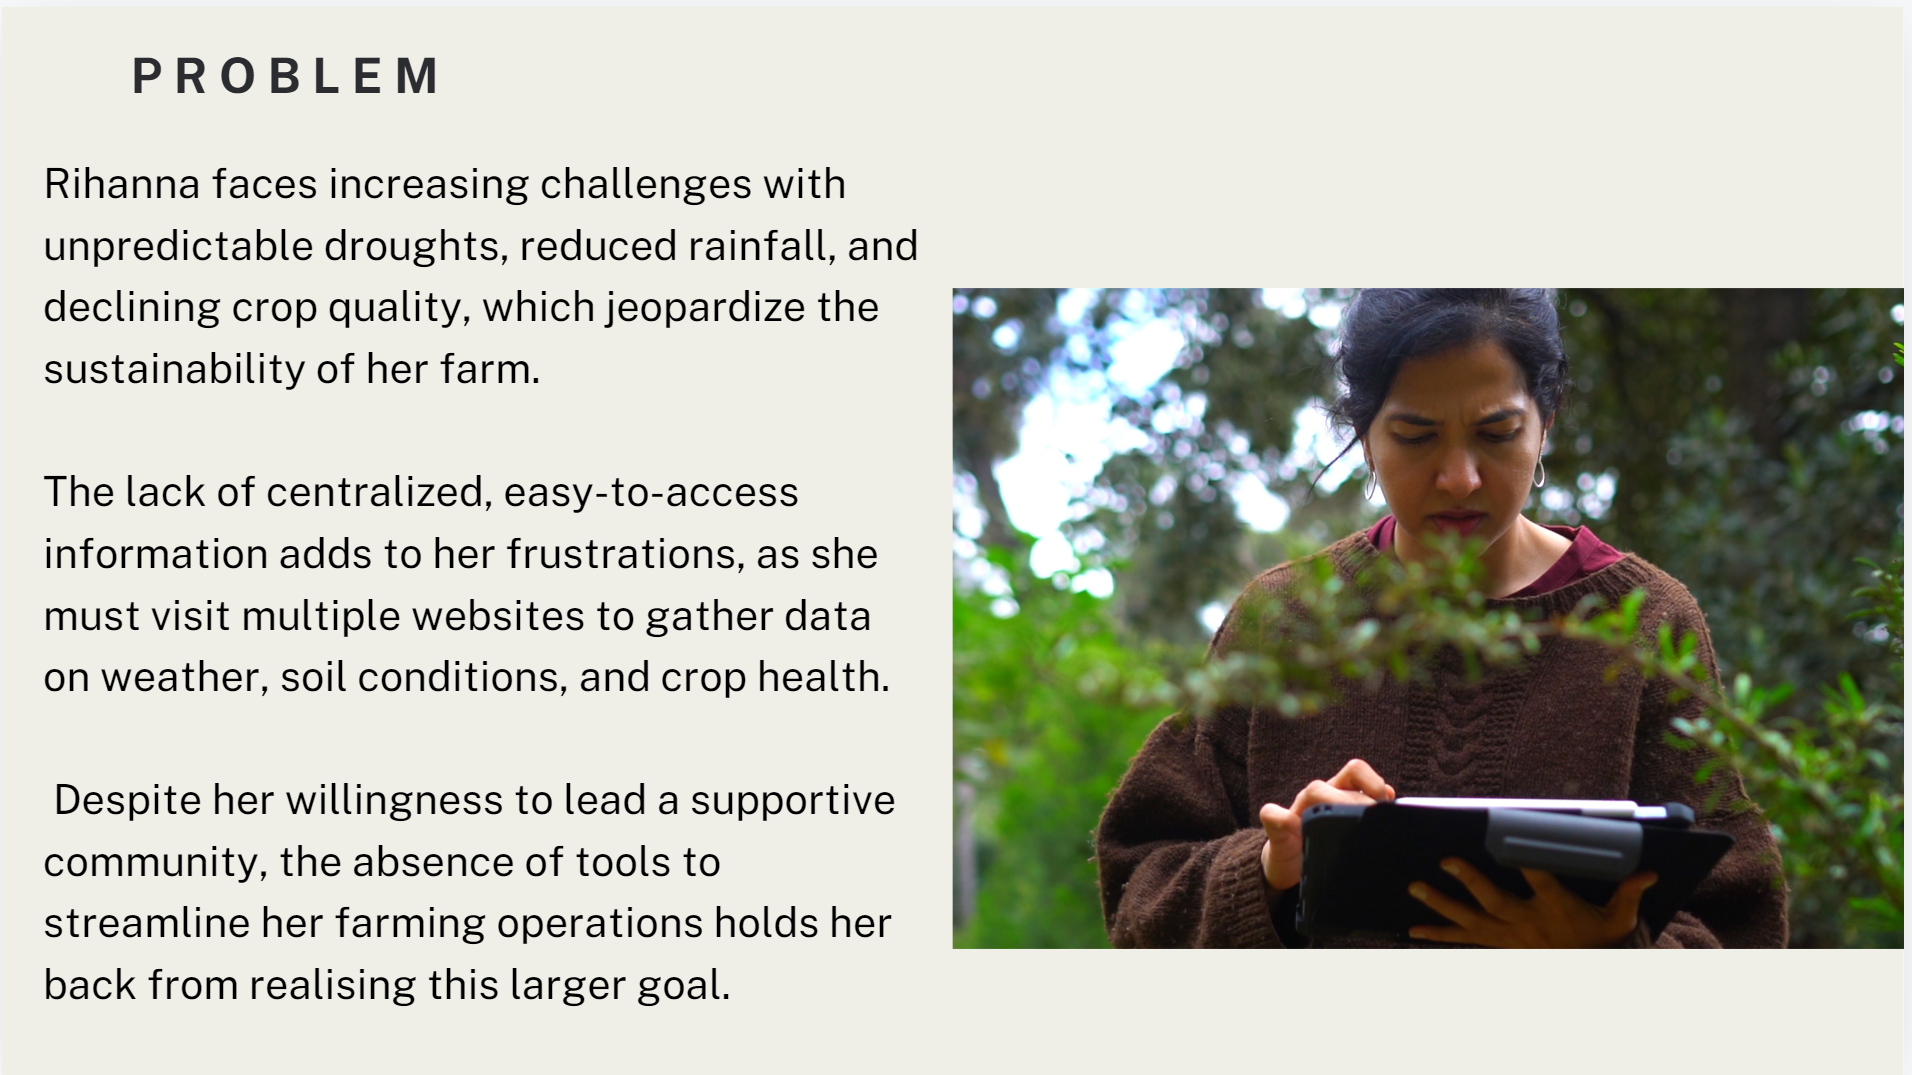 PROBLEM
Rihanna faces increasing challenges with
unpredictable droughts, reduced rainfall, and
declining crop quality, which jeopardize the
sustainability of her farm.
The lack of centralized, easy-to-access
information adds to her frustrations, as she
must visit multiple websites to gather data
on weather, soil conditions, and crop health.
Despite her willingness to lead a supportive
community, the absence of tools to
streamline her farming operations holds her
back from realising this larger goal.